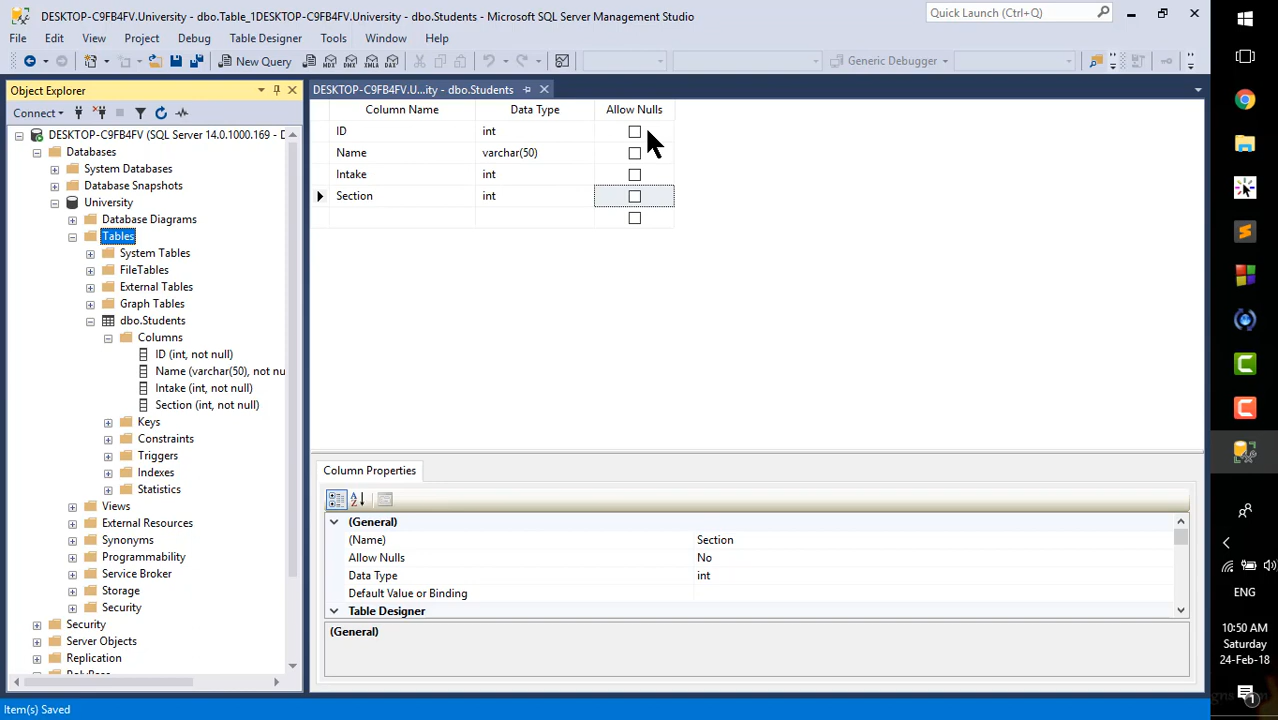 DESKTOP-C9FB4FV.University - dbo.Table_1DESKTOP-C9FB4FV.University - dbo.Students - Microsoft SQL Server Management Studio
Quick Launch (Ctrl+Q)
File Edit View Project Debug Table Designer Tools Window Help
New Query
Generic Debugger
Object Explorer
DESKTOP-C9FB4FV.U...ity - dbo.Students
Connect
Column Name Data Type Allow Nulls
ID int
Name varchar(50)
Intake int
Section int
DESKTOP-C9FB4FV (SQL Server 14.0.1000.169 -
Databases
System Databases
Database Snapshots
University
Database Diagrams
Tables
System Tables
FileTables
External Tables
Graph Tables
dbo.Students
Columns
ID (int, not null)
Name (varchar(50), not nu
Intake (int, not null)
Section (int, not null)
Keys
Constraints
Triggers
Indexes
Statistics
Views
External Resources
Synonyms
Programmability
Service Broker
Storage
Security
Security
Server Objects
Replication
Column Properties
(General)
(Name) Section
Allow Nulls No
Data Type int
Default Value or Binding
Table Designer
(General)
Item(s) Saved
ENG
10:50 AM
Saturday
24-Feb-18
1